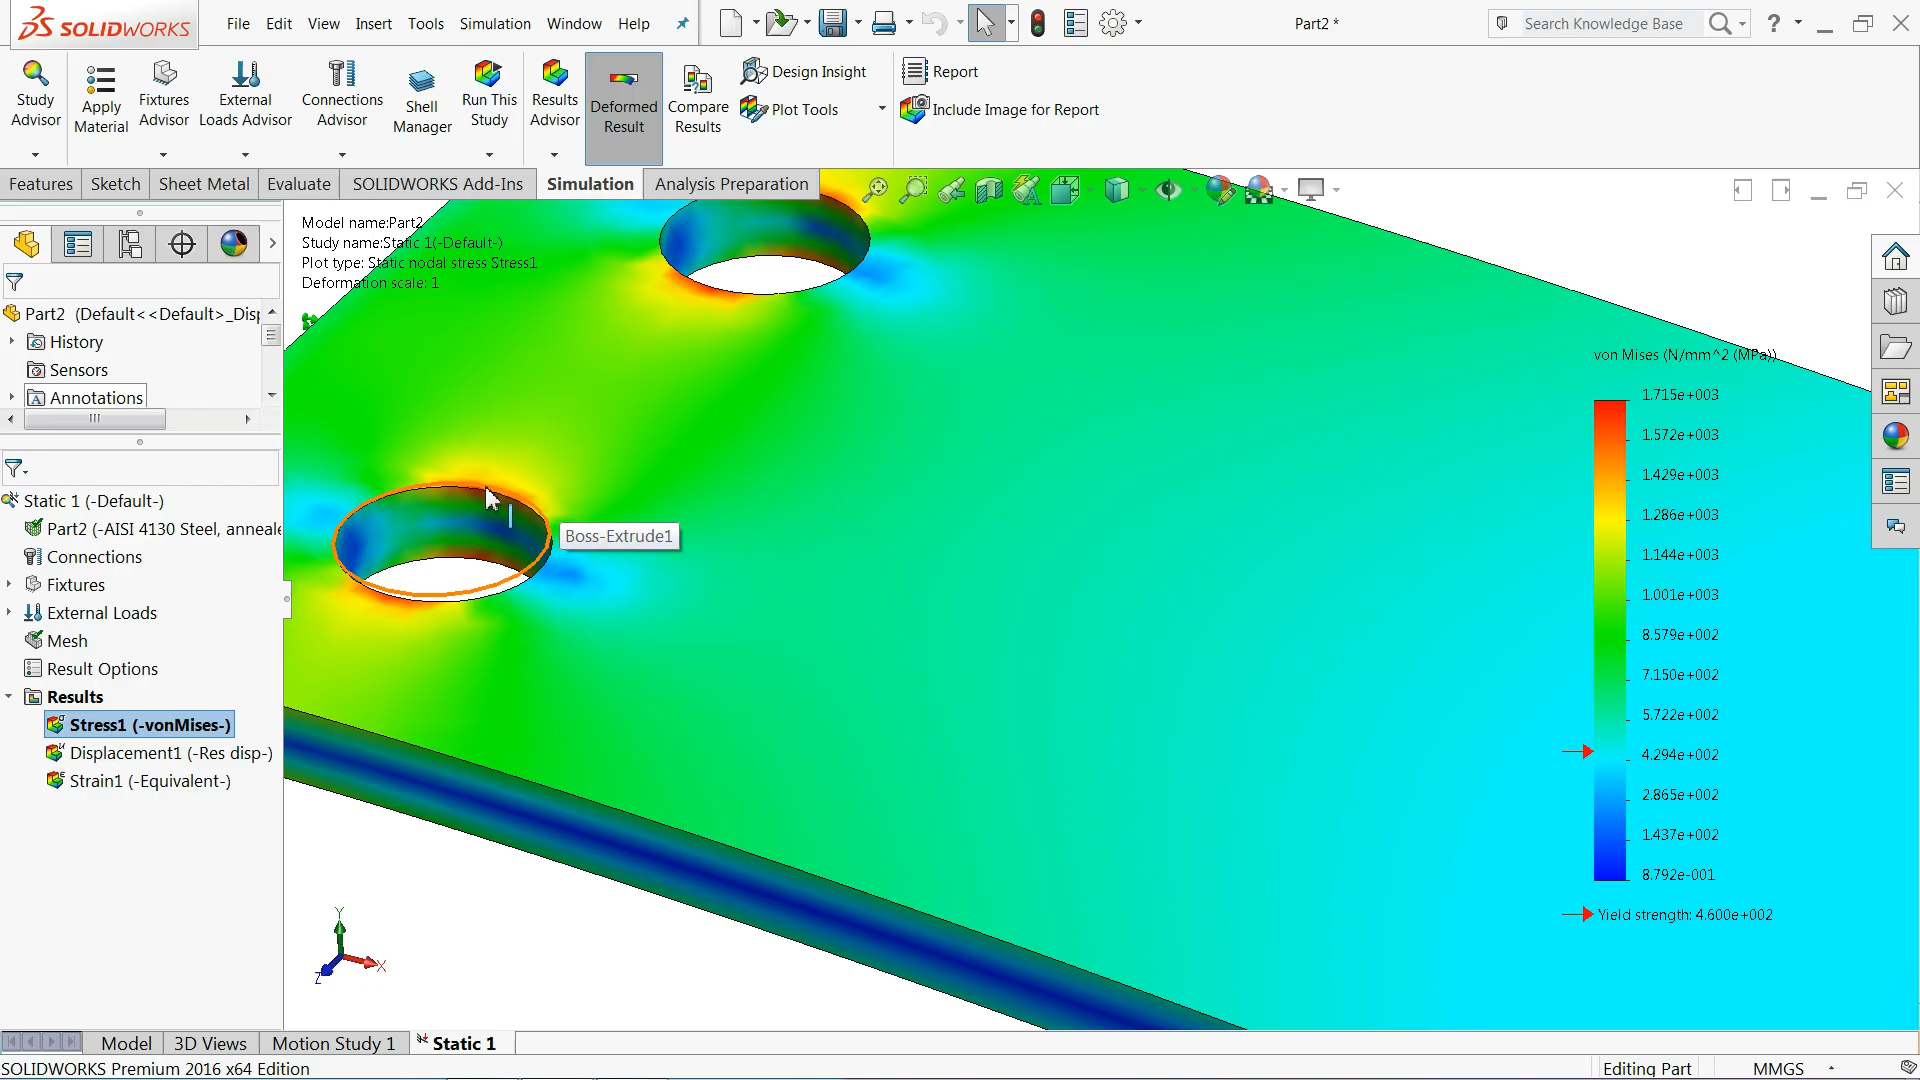 SOLIDWORKS File Edit View Insert Tools Simulation Window Help Part2 * Search Knowledge Base ?
Study Advisor
Apply Material
Fixtures Advisor
External Loads Advisor
Connections Advisor
Shell Manager
Run This Study
Results Advisor
Deformed Result
Compare Results
Design Insight
Plot Tools
Report
Include Image for Report
Features Sketch Sheet Metal Evaluate SOLIDWORKS Add-Ins Simulation Analysis Preparation
Part2 (Default<<Default>_Disp
History
Sensors
Annotations
Static 1 (-Default-)
Part2 (-AISI 4130 Steel, anneale
Connections
Fixtures
External Loads
Mesh
Result Options
Results
Stress1 (-vonMises-)
Displacement1 (-Res disp-)
Strain1 (-Equivalent-)
Model name:Part2
Study name:Static 1(-Default-)
Plot type: Static nodal stress Stress1
Deformation scale: 1
Boss-Extrude1
von Mises (N/mm^2 (MPa))
1.715e+003
1.572e+003
1.429e+003
1.286e+003
1.144e+003
1.001e+003
8.579e+002
7.150e+002
5.722e+002
4.294e+002
2.865e+002
1.437e+002
8.792e-001
Yield strength: 4.600e+002
Y
X
Z
Model 3D Views Motion Study 1 Static 1
SOLIDWORKS Premium 2016 x64 Edition Editing Part MMGS